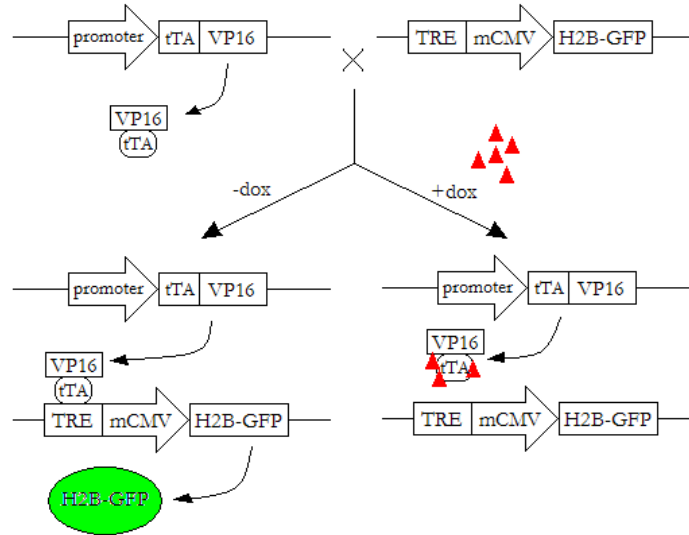 promoter tTA VP16
TRE mCMV H2B-GFP
VP16
tTA
-dox
+dox
promoter tTA VP16
promoter tTA VP16
VP16
tTA
VP16
tTA
TRE mCMV H2B-GFP
TRE mCMV H2B-GFP
H2B-GFP